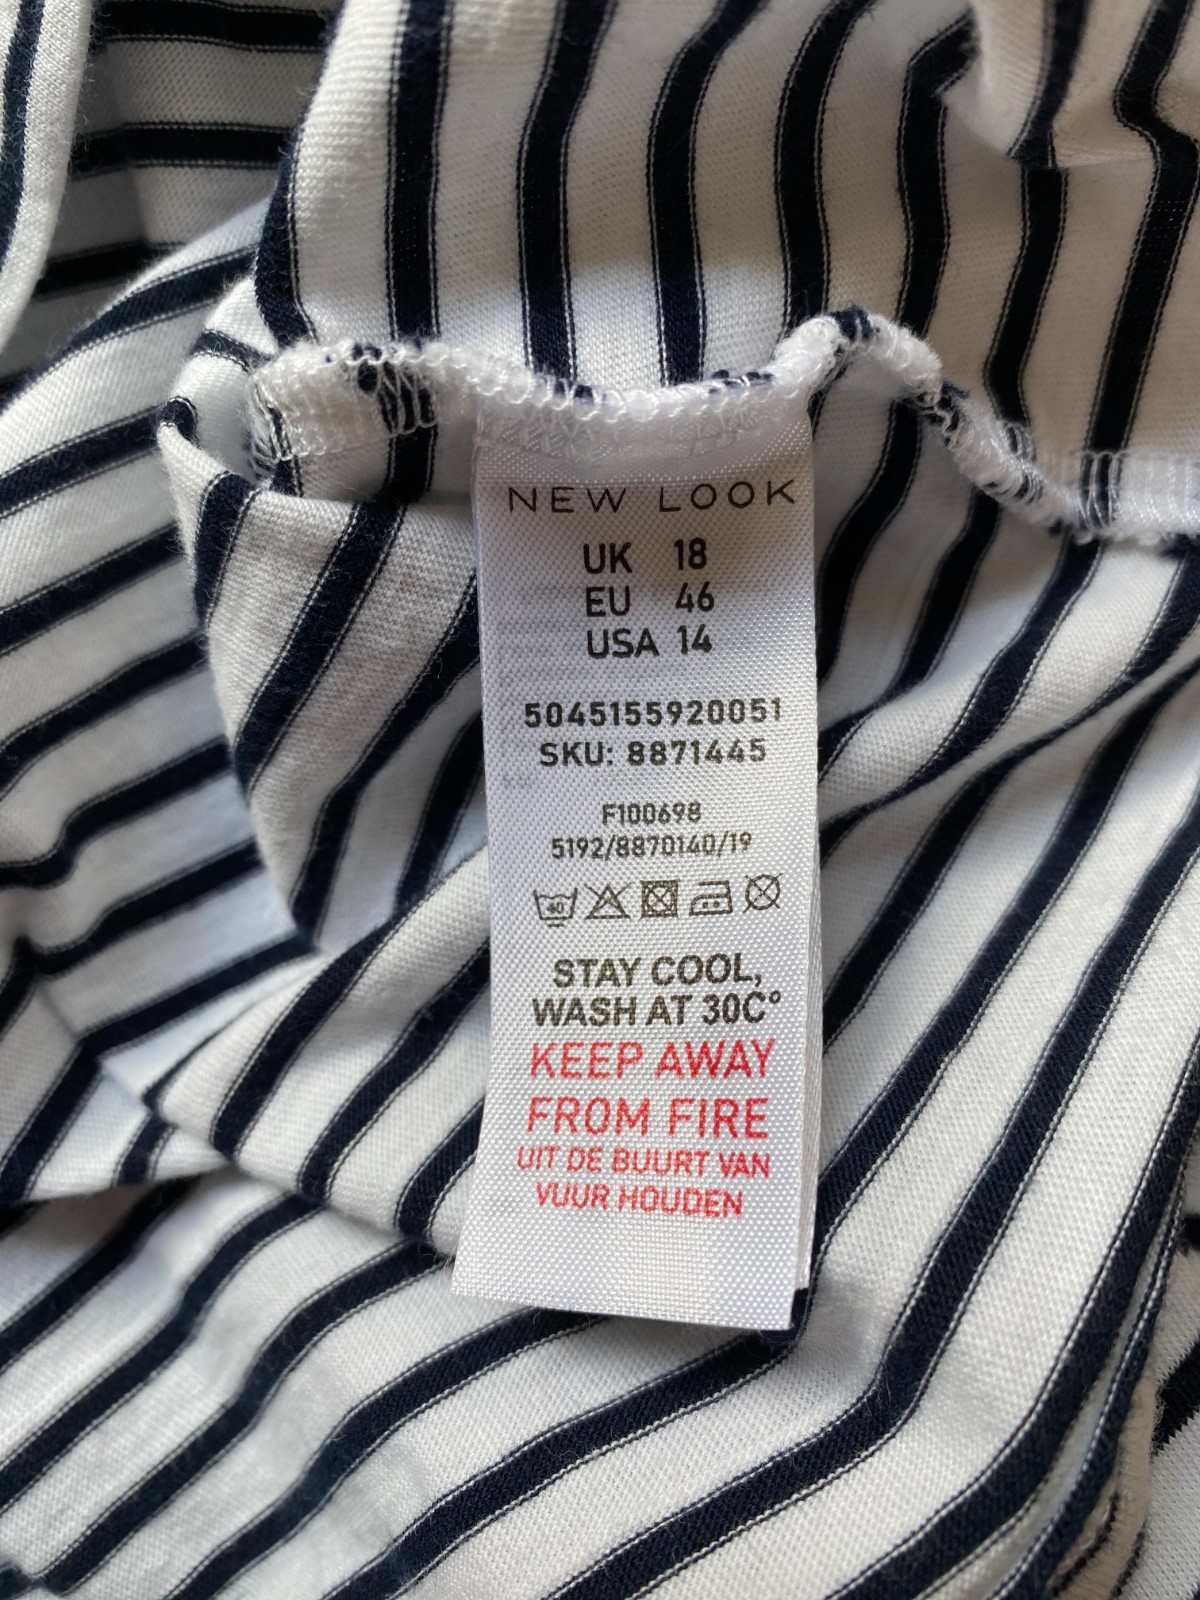 NEW LOOK
UK 18
EU 46
USA 14
5045155920051
SKU: 8871445
F100698
5192/8870140/19
40
STAY COOL,
WASH AT 30C°
KEEP AWAY
FROM FIRE
UIT DE BUURT VAN
VUUR HOUDEN